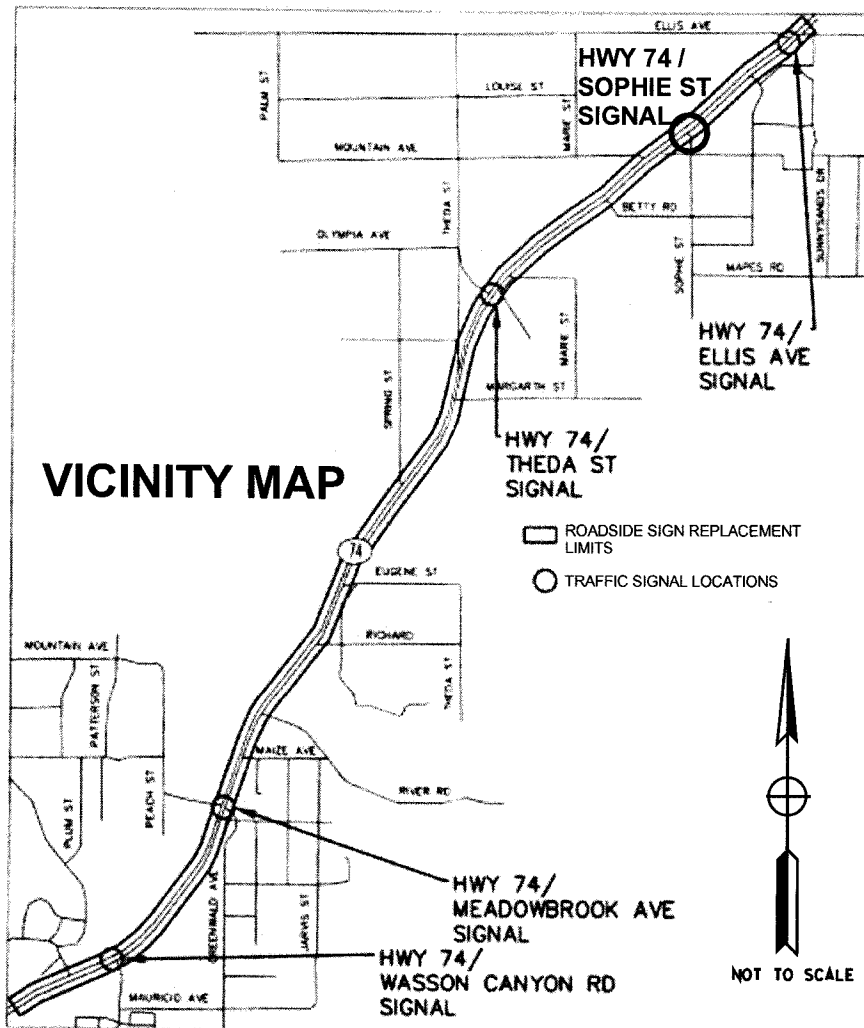 ELLIS AVE
HWY 74 /
SOPHIE ST
SIGNAL
PALM ST
LOUISE ST
MARIE ST
MOUNTAIN AVE
THEDA ST
BETTY RD
SUNNYSANDS DR
OLYMPIA AVE
SOPHIE ST
MAPES RD
MARIE ST
HWY 74/
ELLIS AVE
SIGNAL
SPRING ST
MARGARTH ST
HWY 74/
THEDA ST
SIGNAL
VICINITY MAP
ROADSIDE SIGN REPLACEMENT
LIMITS
TRAFFIC SIGNAL LOCATIONS
74
EUGENE ST
RICHARD
THEDA ST
MOUNTAIN AVE
PATTERSON ST
MAIZE AVE
PEACH ST
PLUM ST
RIVER RD
HWY 74/
MEADOWBROOK AVE
SIGNAL
GREENWALD AVE
JARVIS ST
HWY 74/
WASSON CANYON RD
SIGNAL
MAURICIO AVE
NOT TO SCALE